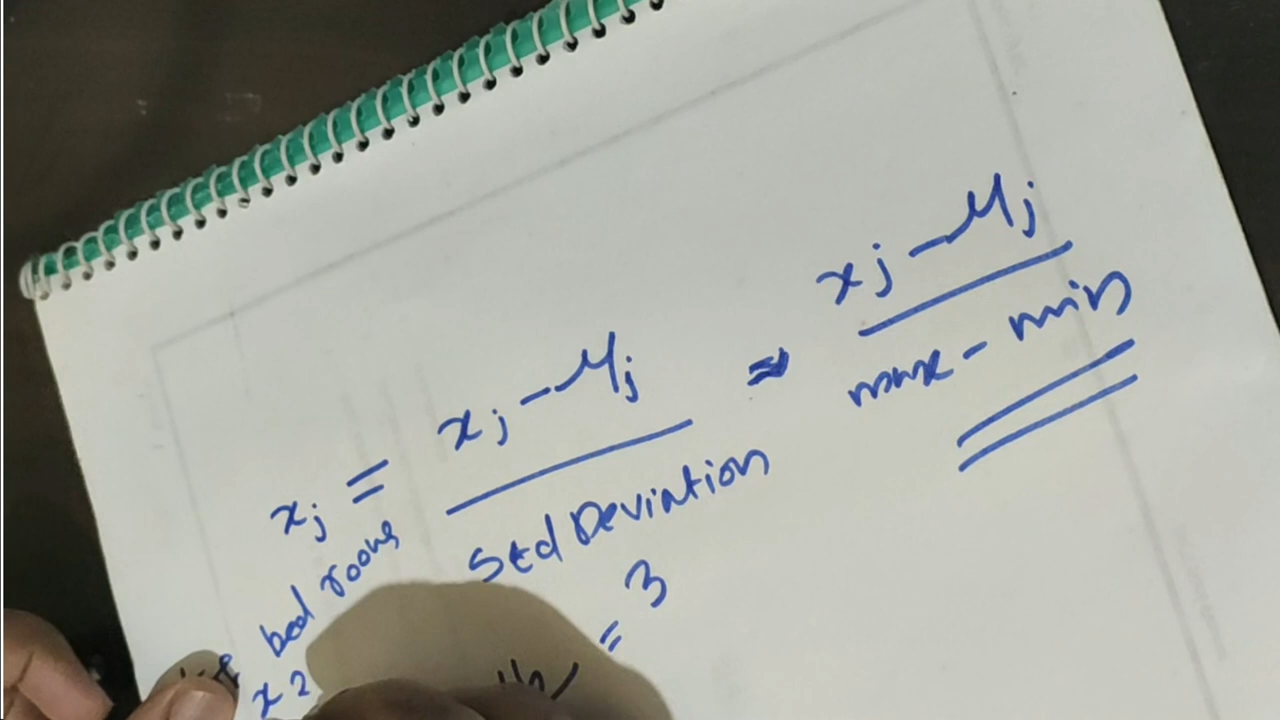 xj = xj - μj / Std Deviation ⇒ xj - μj / max - min
bed rooms
x2
= 3